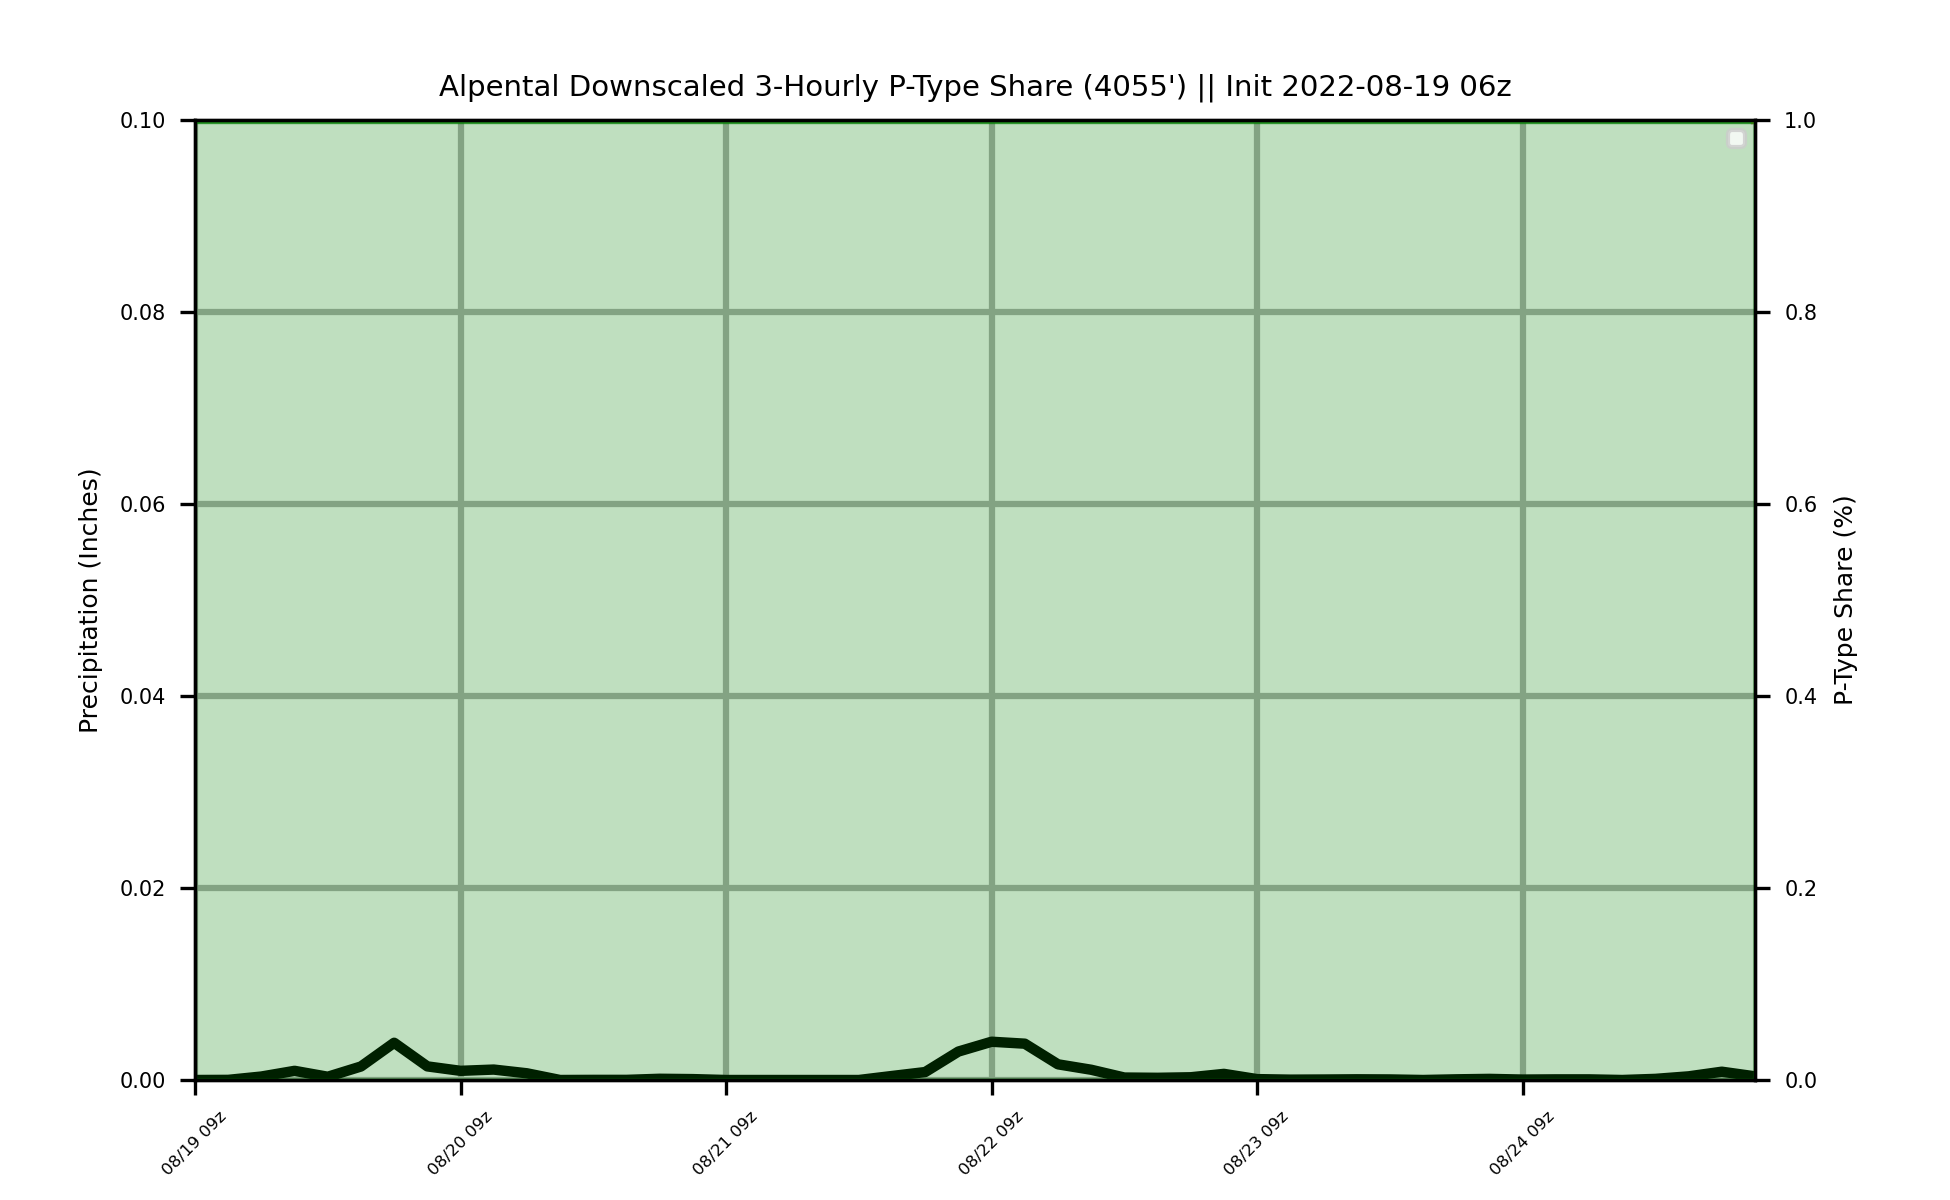 Alpental Downscaled 3-Hourly P-Type Share (4055') || Init 2022-08-19 06z
0.10
0.08
0.06
0.04
0.02
0.00
Precipitation (Inches)
1.0
0.8
0.6
0.4
0.2
0.0
P-Type Share (%)
08/19 09z
08/20 09z
08/21 09z
08/22 09z
08/23 09z
08/24 09z